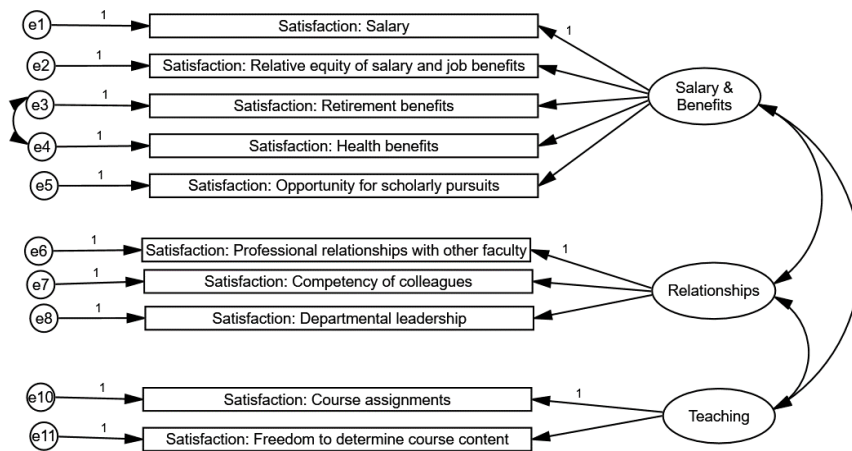 e1 1 Satisfaction: Salary 1
e2 1 Satisfaction: Relative equity of salary and job benefits
e3 1 Satisfaction: Retirement benefits
e4 1 Satisfaction: Health benefits
e5 1 Satisfaction: Opportunity for scholarly pursuits
Salary &
Benefits
e6 1 Satisfaction: Professional relationships with other faculty 1
e7 1 Satisfaction: Competency of colleagues
e8 1 Satisfaction: Departmental leadership
Relationships
e10 1 Satisfaction: Course assignments 1
e11 1 Satisfaction: Freedom to determine course content
Teaching